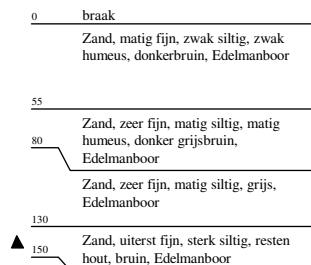 0 braak
Zand, matig fijn, zwak siltig, zwak
humeus, donkerbruin, Edelmanboor
55
Zand, zeer fijn, matig siltig, matig
80 humeus, donker grijsbruin,
Edelmanboor
Zand, zeer fijn, matig siltig, grijs,
Edelmanboor
130
Zand, uiterst fijn, sterk siltig, resten
150 hout, bruin, Edelmanboor